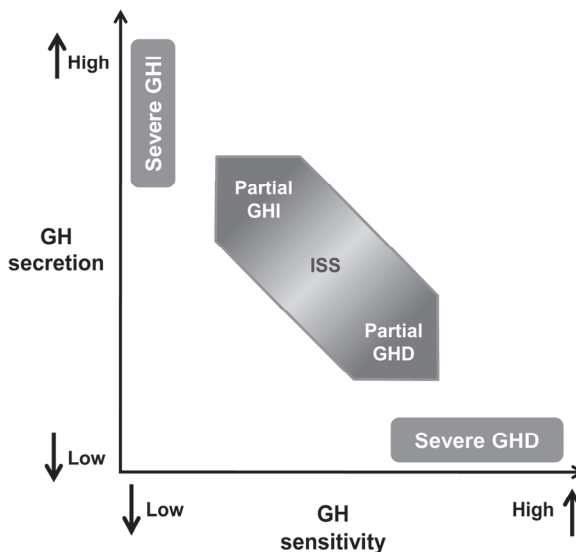 High
Severe GHI
Partial
GHI
GH
secretion
ISS
Partial
GHD
Severe GHD
Low
Low
High
GH
sensitivity